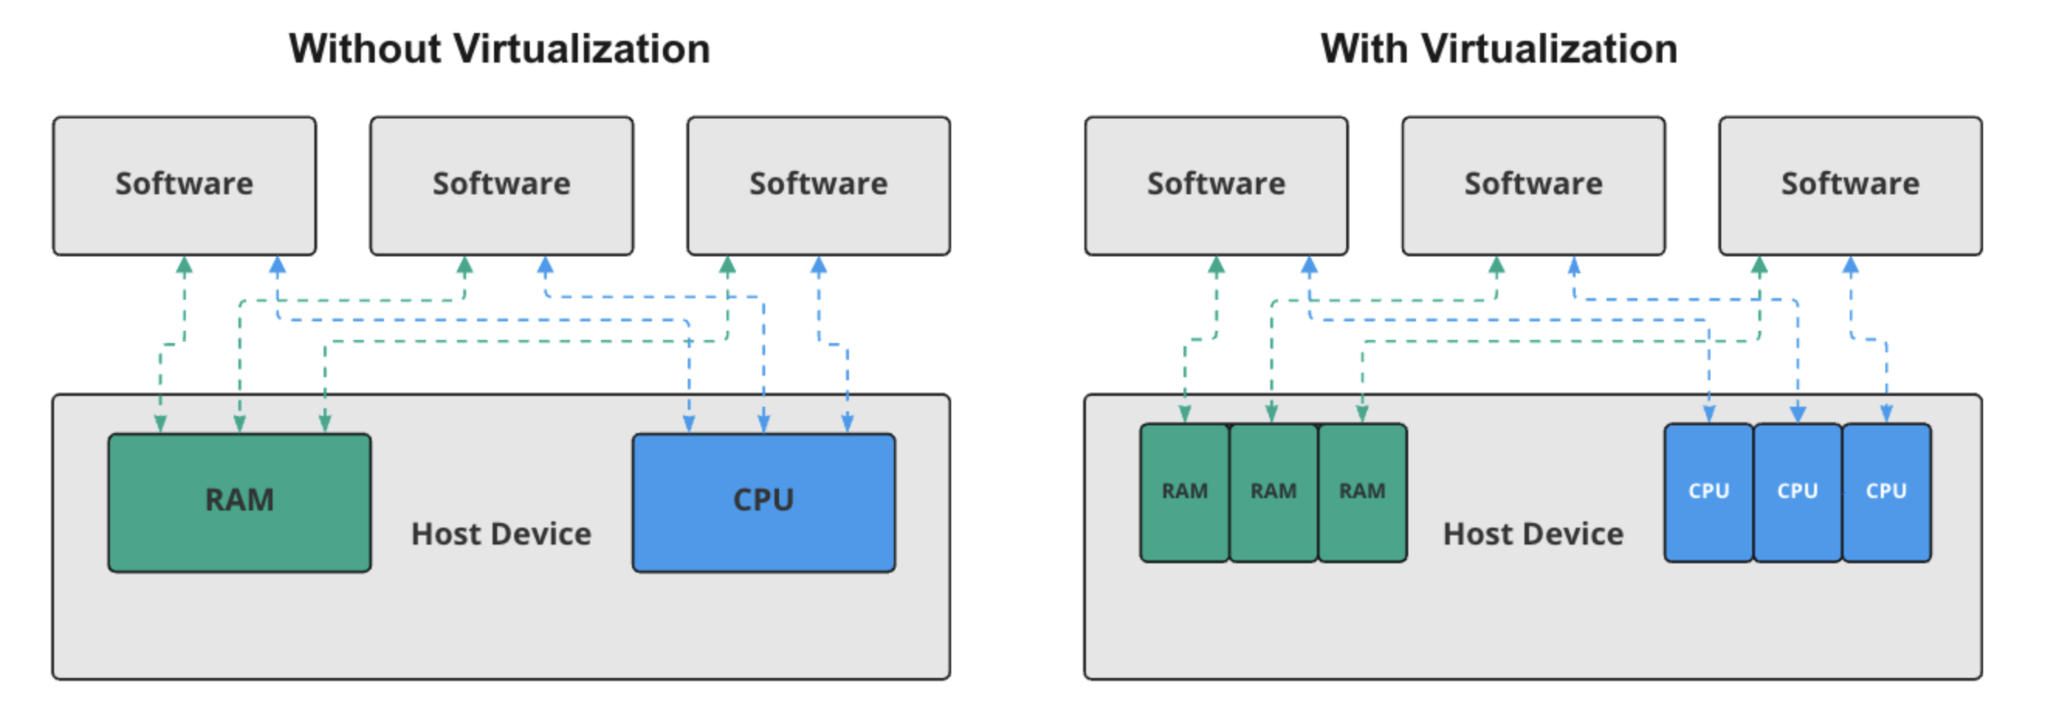 Without Virtualization
Software
Software
Software
RAM
CPU
Host Device
With Virtualization
Software
Software
Software
RAM
RAM
RAM
CPU
CPU
CPU
Host Device